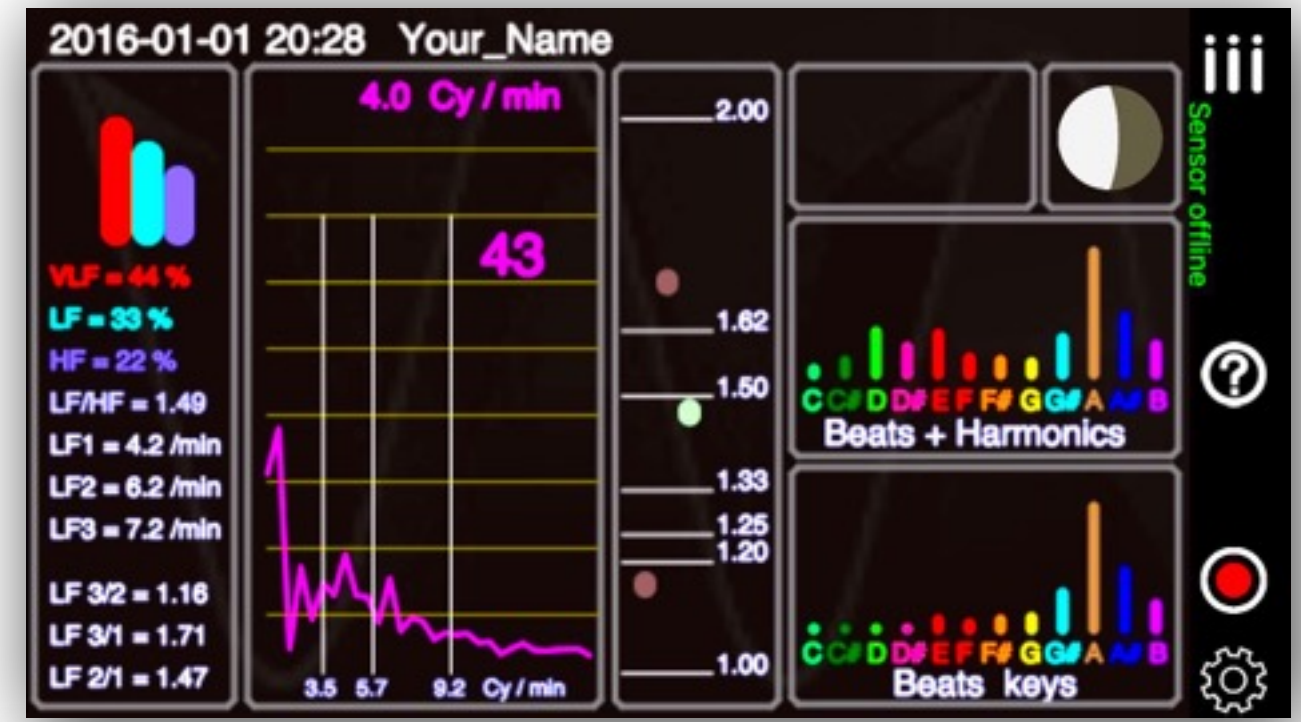 2016-01-01 20:28 Your_Name
VLF = 44 %
LF = 33 %
HF = 22 %
LF/HF = 1.49
LF1 = 4.2 /min
LF2 = 6.2 /min
LF3 = 7.2 /min
LF 3/2 = 1.16
LF 3/1 = 1.71
LF 2/1 = 1.47
4.0 Cy / min
43
3.5 5.7 9.2 Cy / min
2.00
1.62
1.50
1.33
1.25
1.20
1.00
C C# D D# E F F# G G# A A# B
Beats + Harmonics
C C# D D# E F F# G G# A A# B
Beats keys
iii
Sensor offline
?